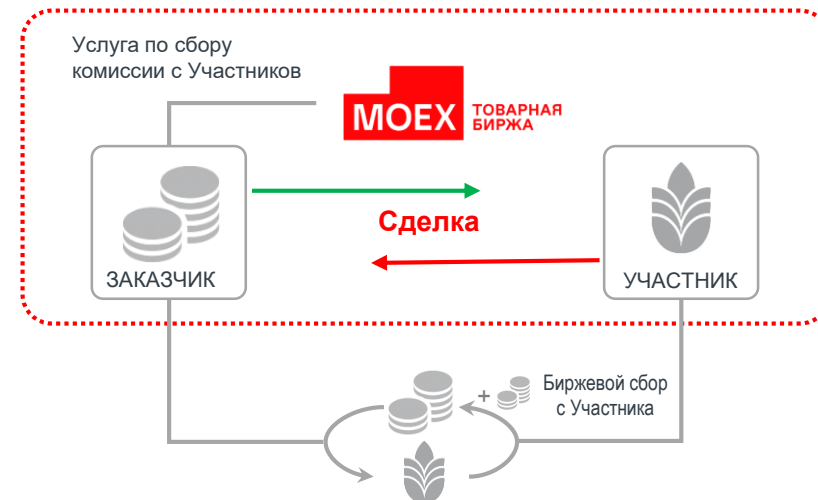 Услуга по сбору
комиссии с Участников
MOEX ТОВАРНАЯ
БИРЖА
Сделка
ЗАКАЗЧИК
УЧАСТНИК
+
Биржевой сбор
с Участника